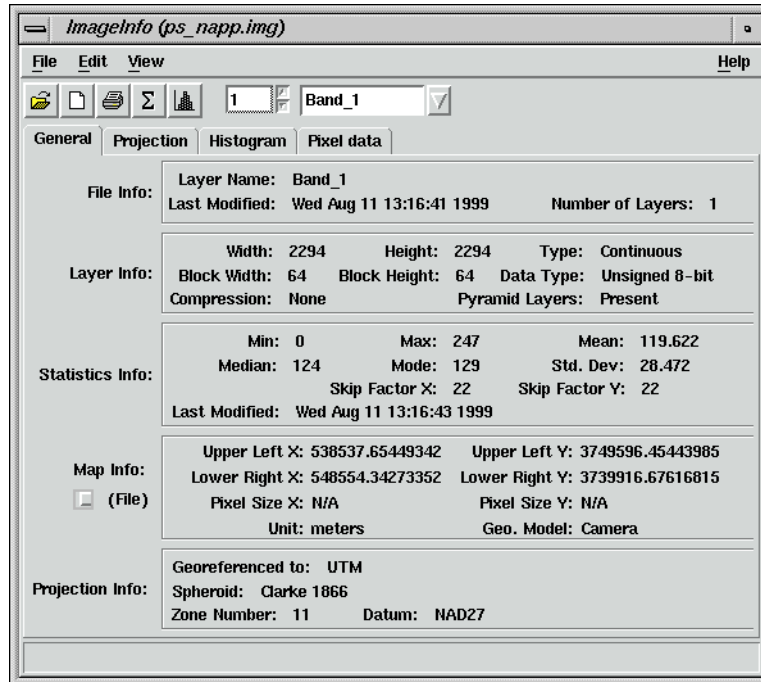 ImageInfo (ps_napp.img)
File Edit View Help
Σ 1 Band_1
General Projection Histogram Pixel data
File Info:
Layer Name: Band_1
Last Modified: Wed Aug 11 13:16:41 1999 Number of Layers: 1
Layer Info:
Width: 2294 Height: 2294 Type: Continuous
Block Width: 64 Block Height: 64 Data Type: Unsigned 8-bit
Compression: None Pyramid Layers: Present
Statistics Info:
Min: 0 Max: 247 Mean: 119.622
Median: 124 Mode: 129 Std. Dev: 28.472
Skip Factor X: 22 Skip Factor Y: 22
Last Modified: Wed Aug 11 13:16:43 1999
Map Info:
(File)
Upper Left X: 538537.65449342 Upper Left Y: 3749596.45443985
Lower Right X: 548554.34273352 Lower Right Y: 3739916.67616815
Pixel Size X: N/A Pixel Size Y: N/A
Unit: meters Geo. Model: Camera
Projection Info:
Georeferenced to: UTM
Spheroid: Clarke 1866
Zone Number: 11 Datum: NAD27